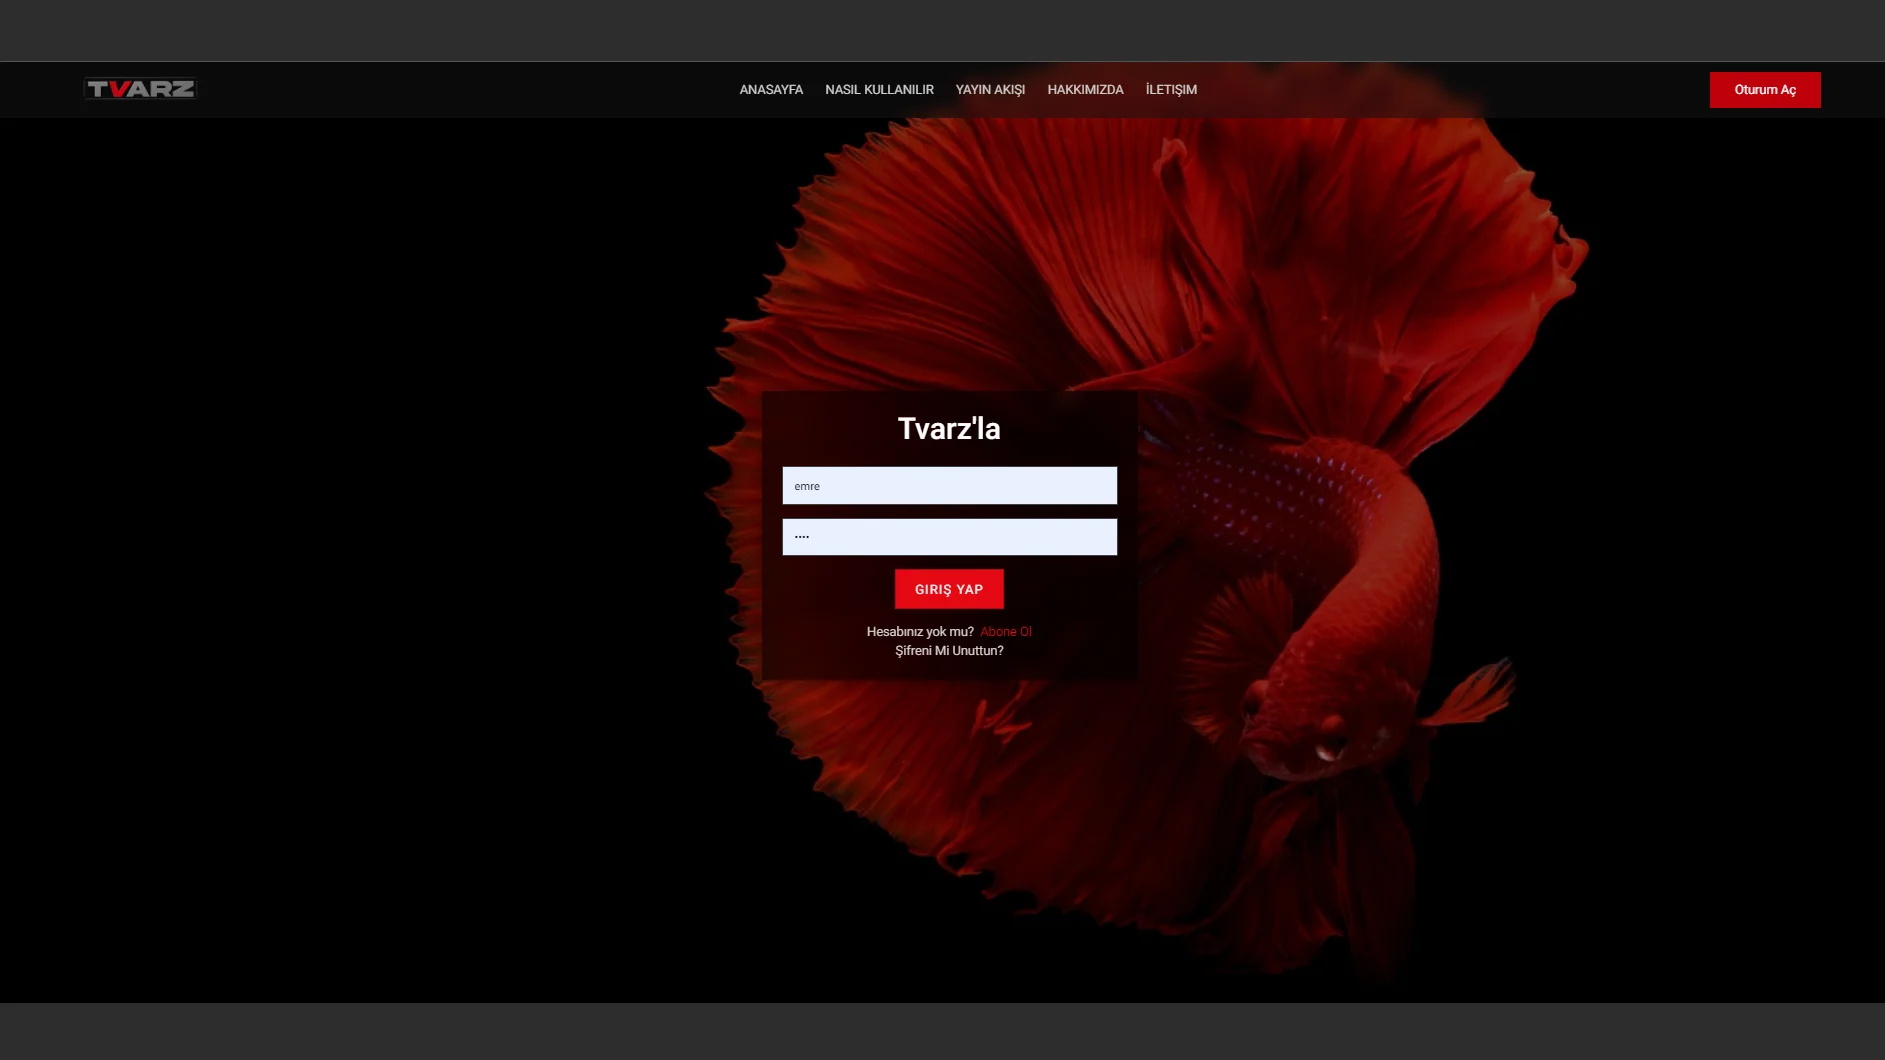 TVARZ
ANASAYFA NASIL KULLANILIR YAYIN AKIŞI HAKKIMIZDA İLETIŞIM
Oturum Aç
Tvarz'la
emre
....
GIRIŞ YAP
Hesabınız yok mu? Abone Ol
Şifreni Mi Unuttun?